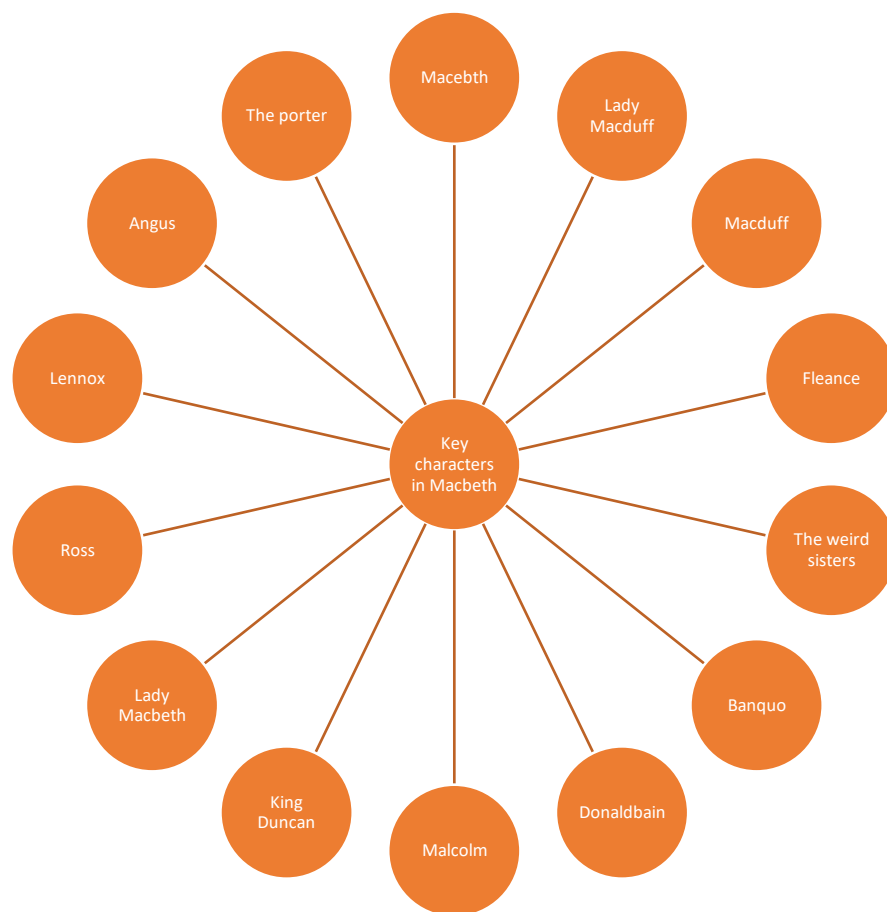 Macebth
Lady
Macduff
Macduff
Fleance
The weird
sisters
Banquo
Donaldbain
Malcolm
King
Duncan
Lady
Macbeth
Ross
Lennox
Angus
The porter
Key
characters
in Macbeth